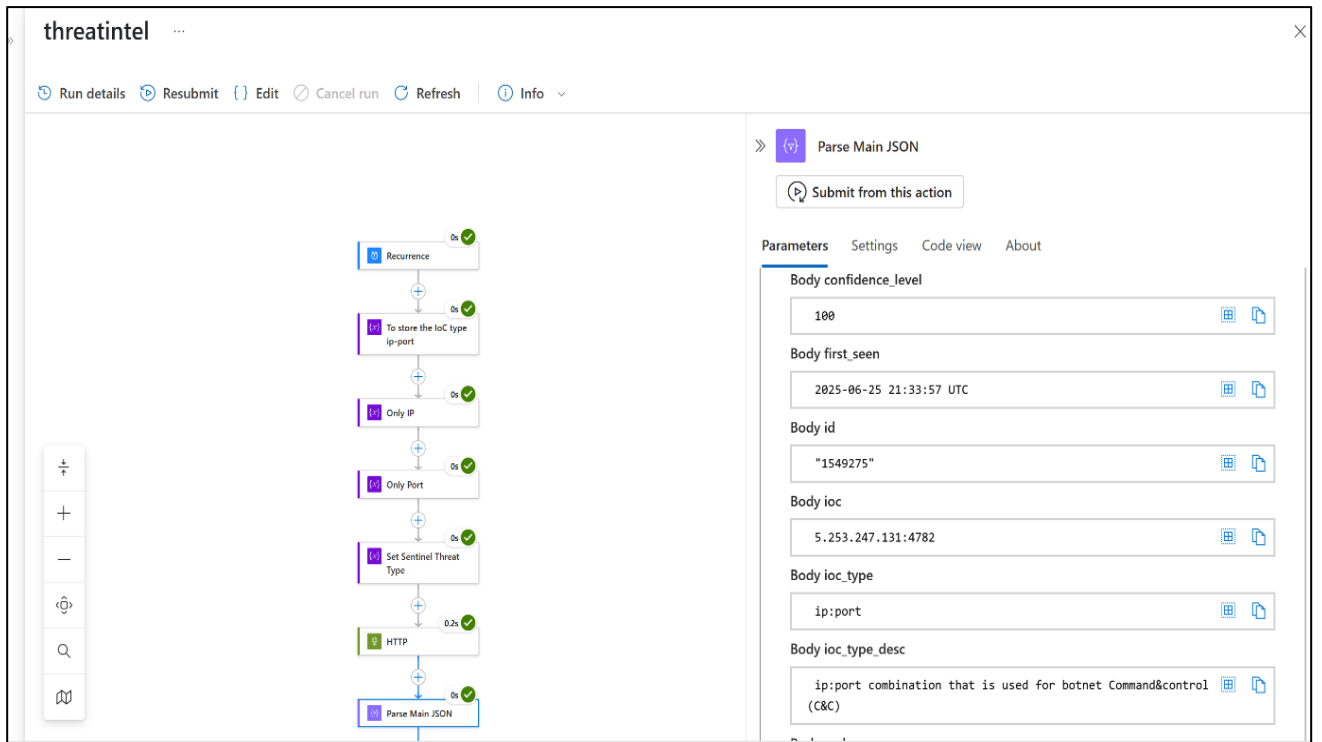 threatintel ...
Run details Resubmit { } Edit Cancel run Refresh Info
0s
Recurrence
0s
To store the IoC type
ip-port
0s
Only IP
0s
Only Port
0s
Set Sentinel Threat
Type
0.2s
HTTP
0s
Parse Main JSON
Parse Main JSON
Submit from this action
Parameters Settings Code view About
Body confidence_level
100
Body first_seen
2025-06-25 21:33:57 UTC
Body id
"1549275"
Body ioc
5.253.247.131:4782
Body ioc_type
ip:port
Body ioc_type_desc
ip:port combination that is used for botnet Command&control
(C&C)